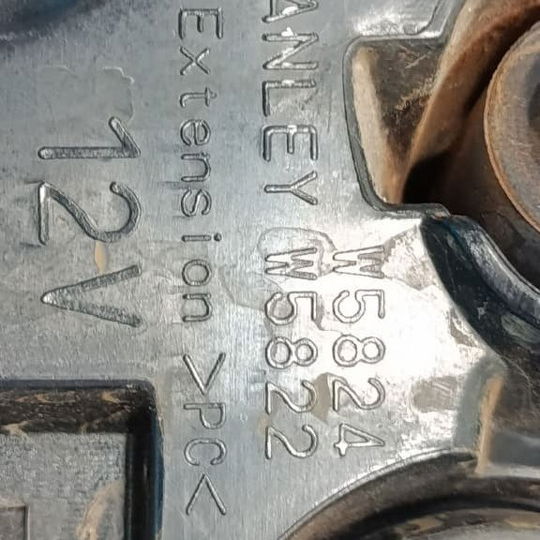 W5824
ANLEY W5822
Extension >PC<
12V